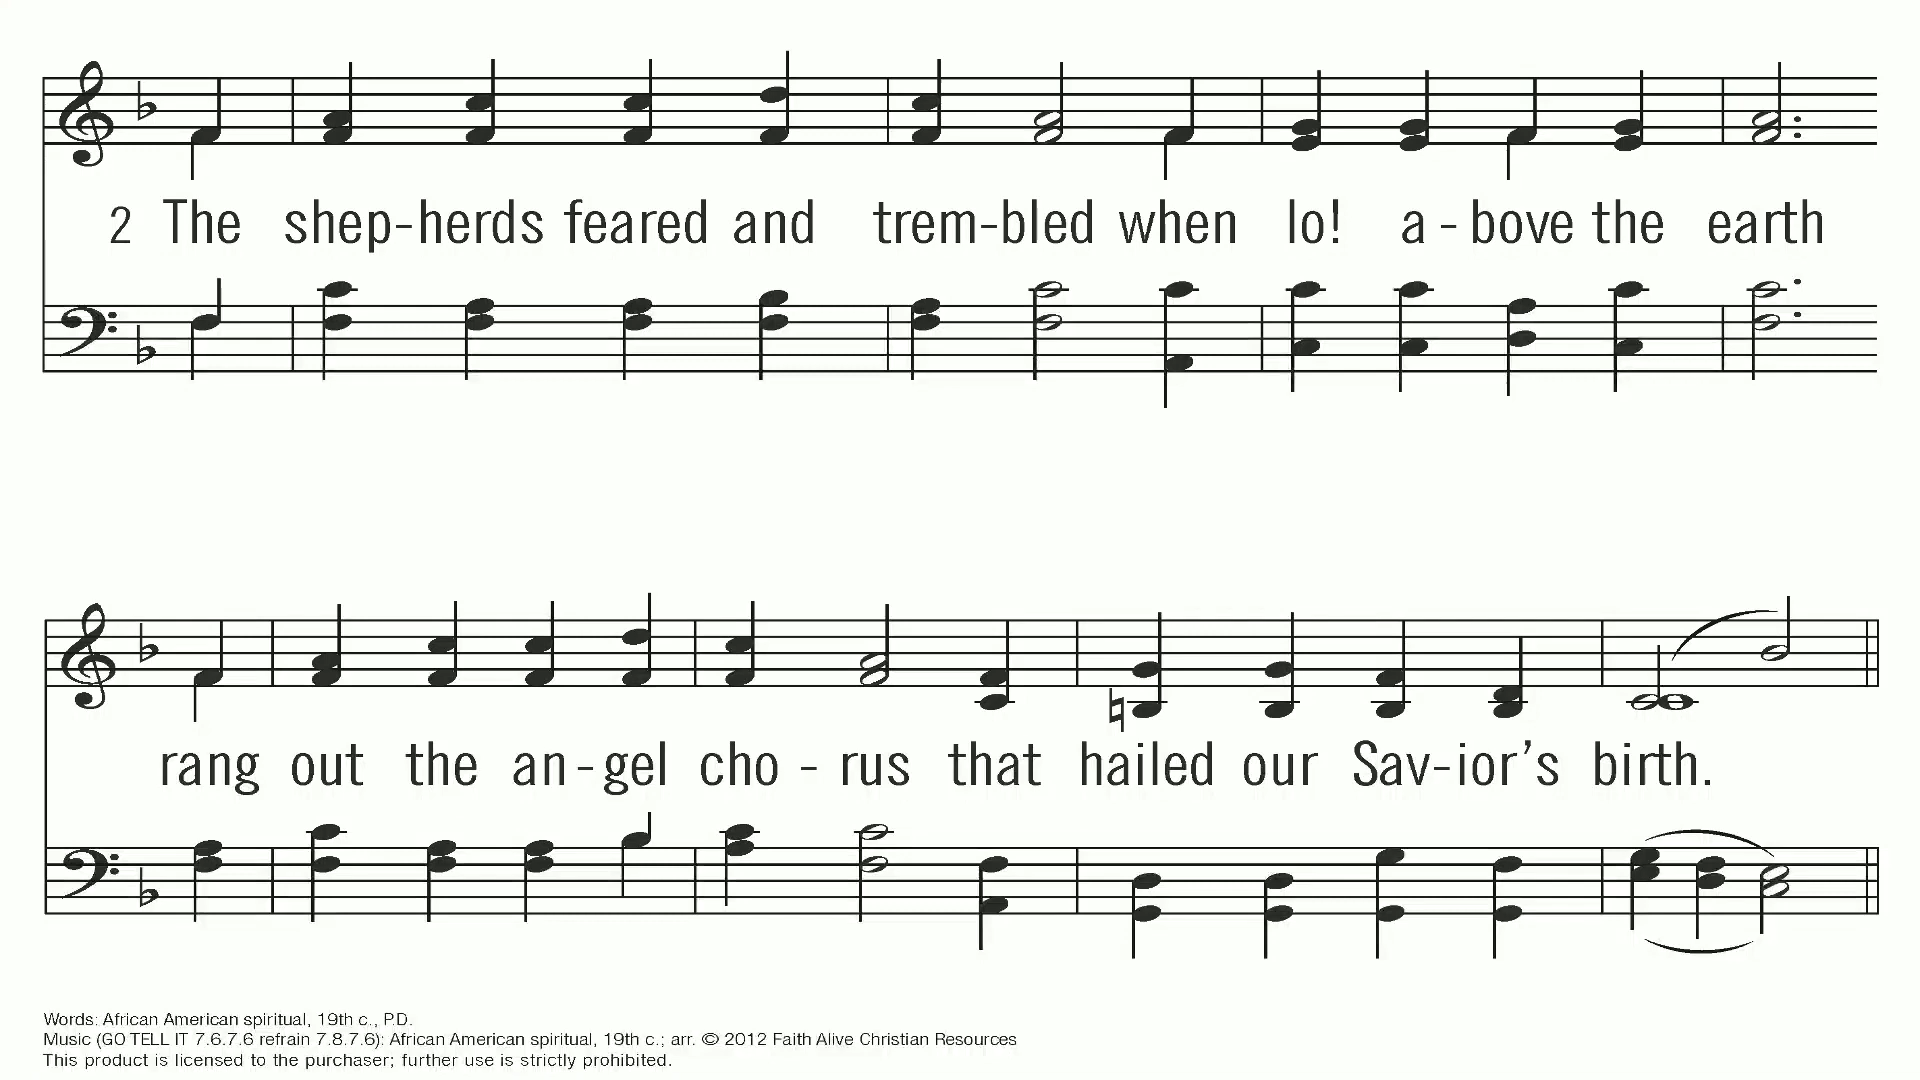 2 The shep-herds feared and trem-bled when lo! a-bove the earth
rang out the an-gel cho-rus that hailed our Sav-ior’s birth.
Words: African American spiritual, 19th c., P.D.
Music (GO TELL IT 7.6.7.6 refrain 7.8.7.6): African American spiritual, 19th c.; arr. © 2012 Faith Alive Christian Resources
This product is licensed to the purchaser; further use is strictly prohibited.